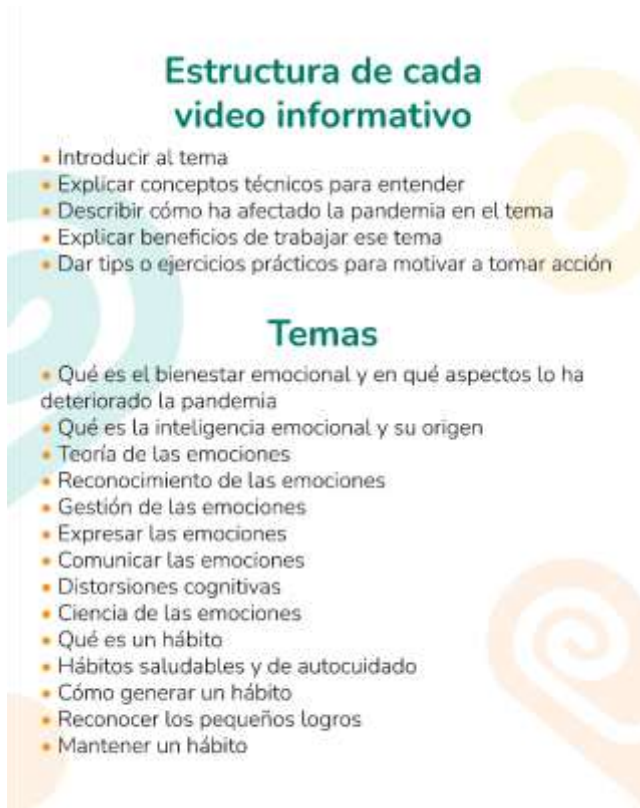 Estructura de cada
video informativo
• Introducir al tema
• Explicar conceptos técnicos para entender
• Describir cómo ha afectado la pandemia en el tema
• Explicar beneficios de trabajar ese tema
• Dar tips o ejercicios prácticos para motivar a tomar acción
Temas
• Qué es el bienestar emocional y en qué aspectos lo ha
deteriorado la pandemia
• Qué es la inteligencia emocional y su origen
• Teoría de las emociones
• Reconocimiento de las emociones
• Gestión de las emociones
• Expresar las emociones
• Comunicar las emociones
• Distorsiones cognitivas
• Ciencia de las emociones
• Qué es un hábito
• Hábitos saludables y de autocuidado
• Cómo generar un hábito
• Reconocer los pequeños logros
• Mantener un hábito